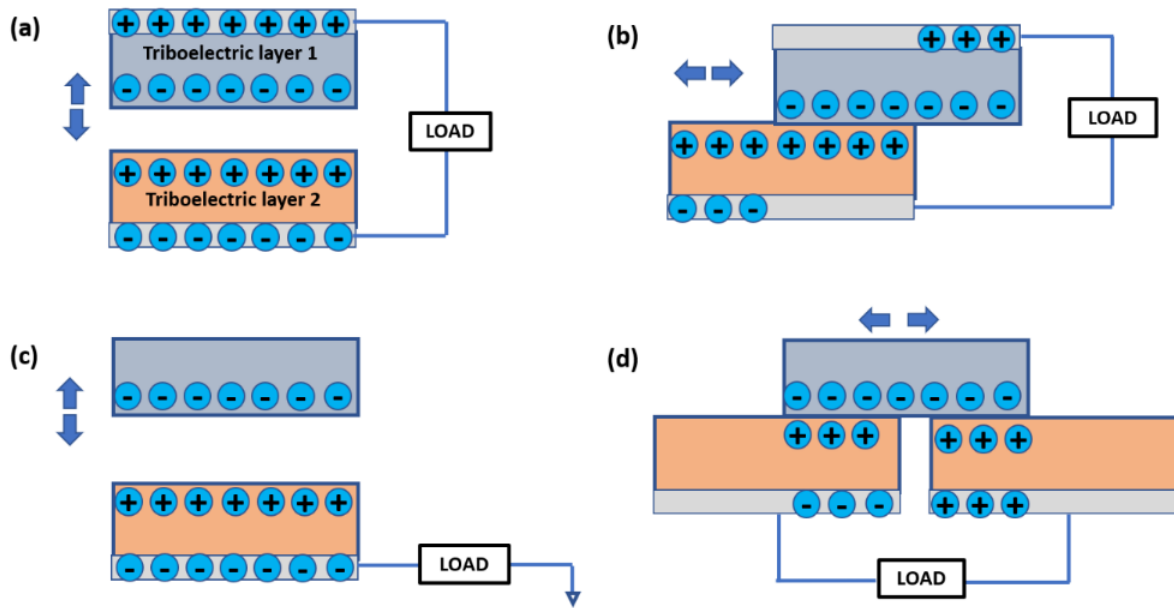 (a)
Triboelectric layer 1
LOAD
Triboelectric layer 2
(b)
LOAD
(c)
LOAD
(d)
LOAD